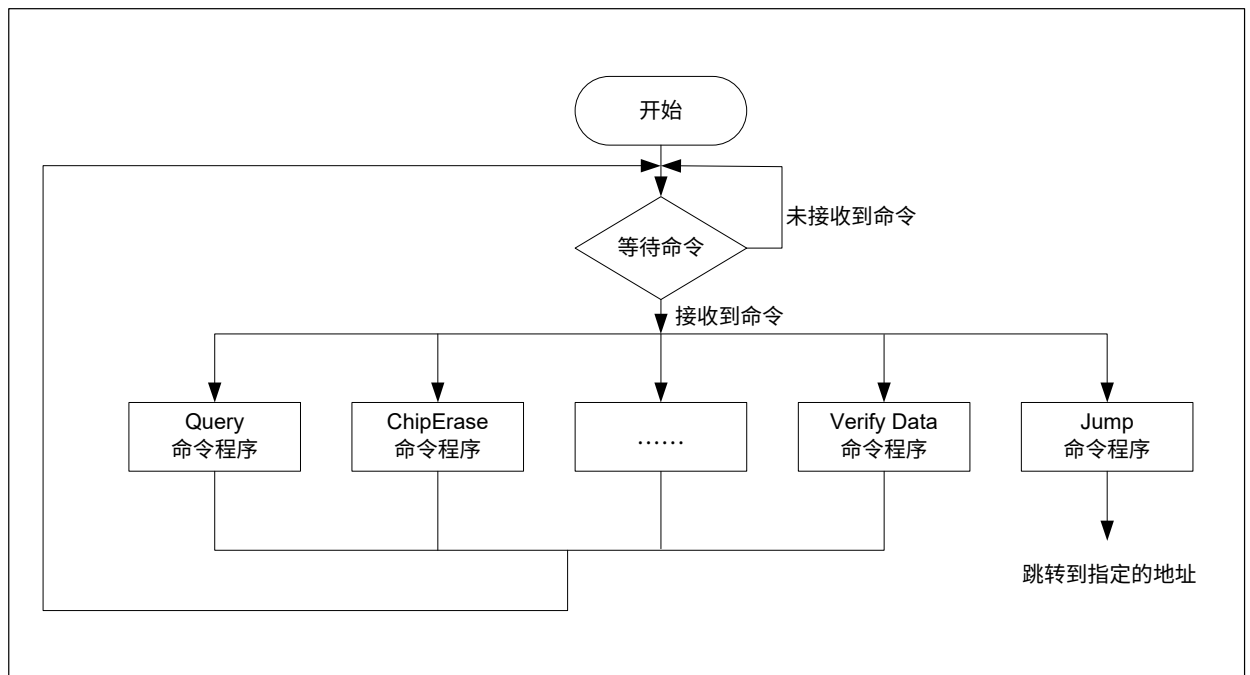 开始
未接收到命令
等待命令
接收到命令
Query
命令程序
ChipErase
命令程序
……
Verify Data
命令程序
Jump
命令程序
跳转到指定的地址